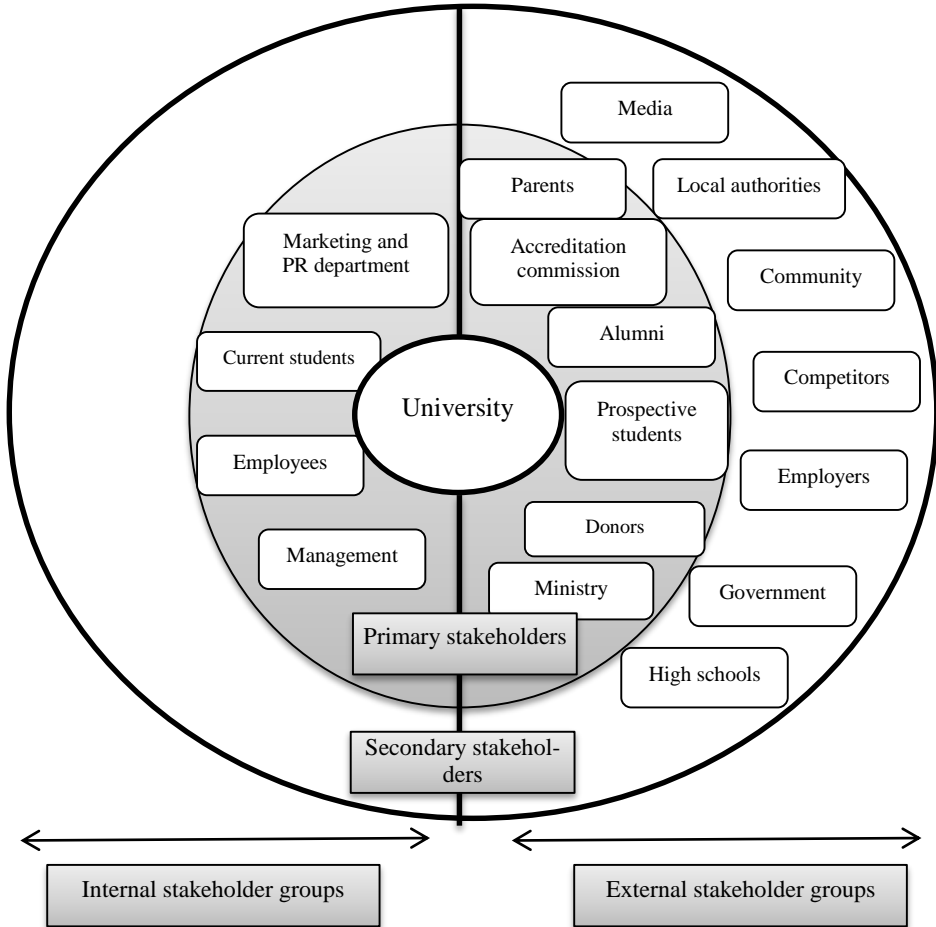 Media
Parents
Local authorities
Marketing and
PR department
Accreditation
commission
Community
Alumni
Current students
Competitors
University
Prospective
students
Employees
Employers
Donors
Management
Ministry
Government
Primary stakeholders
High schools
Secondary stakehol-
ders
Internal stakeholder groups
External stakeholder groups